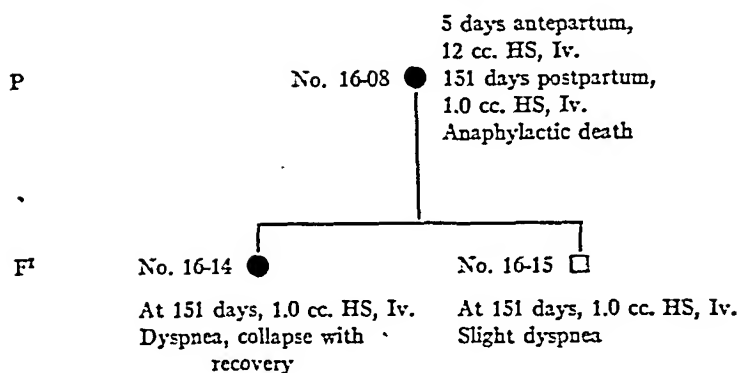 5 days antepartum,
12 cc. HS, Iv.
P No. 16-08 151 days postpartum,
1.0 cc. HS, Iv.
Anaphylactic death
F¹ No. 16-14 No. 16-15
At 151 days, 1.0 cc. HS, Iv. At 151 days, 1.0 cc. HS, Iv.
Dyspnea, collapse with Slight dyspnea
recovery